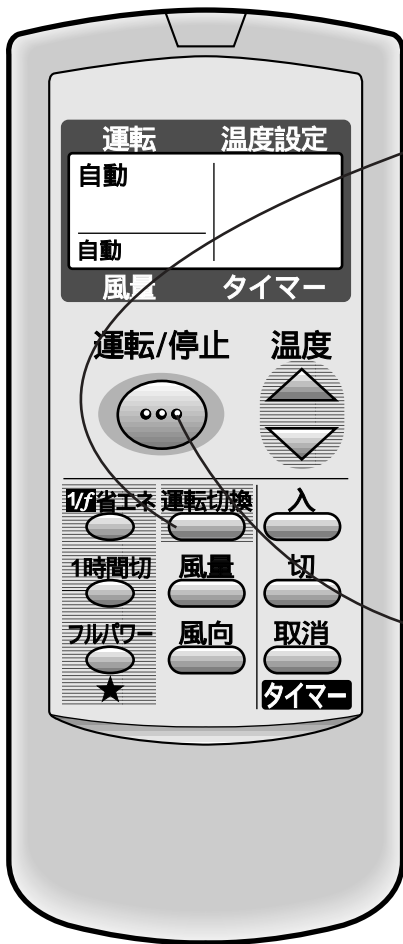 運転 温度設定
自動
自動
風量 タイマー
運転/停止 温度
1/f省エネ 運転切換 入
1時間切 風量 切
フルパワー 風向 取消
★ タイマー